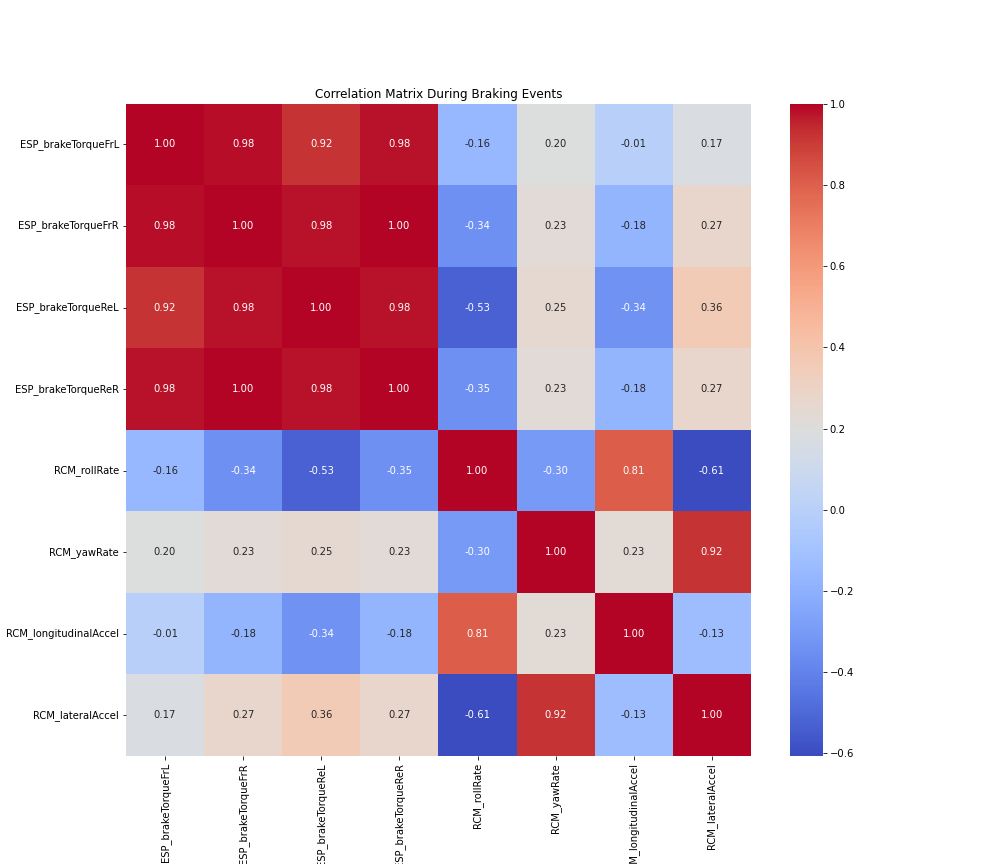 Correlation Matrix During Braking Events
ESP_brakeTorqueFrL 1.00 0.98 0.92 0.98 -0.16 0.20 -0.01 0.17
ESP_brakeTorqueFrR 0.98 1.00 0.98 1.00 -0.34 0.23 -0.18 0.27
ESP_brakeTorqueReL 0.92 0.98 1.00 0.98 -0.53 0.25 -0.34 0.36
ESP_brakeTorqueReR 0.98 1.00 0.98 1.00 -0.35 0.23 -0.18 0.27
RCM_rollRate -0.16 -0.34 -0.53 -0.35 1.00 -0.30 0.81 -0.61
RCM_yawRate 0.20 0.23 0.25 0.23 -0.30 1.00 0.23 0.92
RCM_longitudinalAccel -0.01 -0.18 -0.34 -0.18 0.81 0.23 1.00 -0.13
RCM_lateralAccel 0.17 0.27 0.36 0.27 -0.61 0.92 -0.13 1.00
ESP_brakeTorqueFrL
ESP_brakeTorqueFrR
ESP_brakeTorqueReL
ESP_brakeTorqueReR
RCM_rollRate
RCM_yawRate
M_longitudinalAccel
RCM_lateralAccel
1.0
0.8
0.6
0.4
0.2
0.0
−0.2
−0.4
−0.6